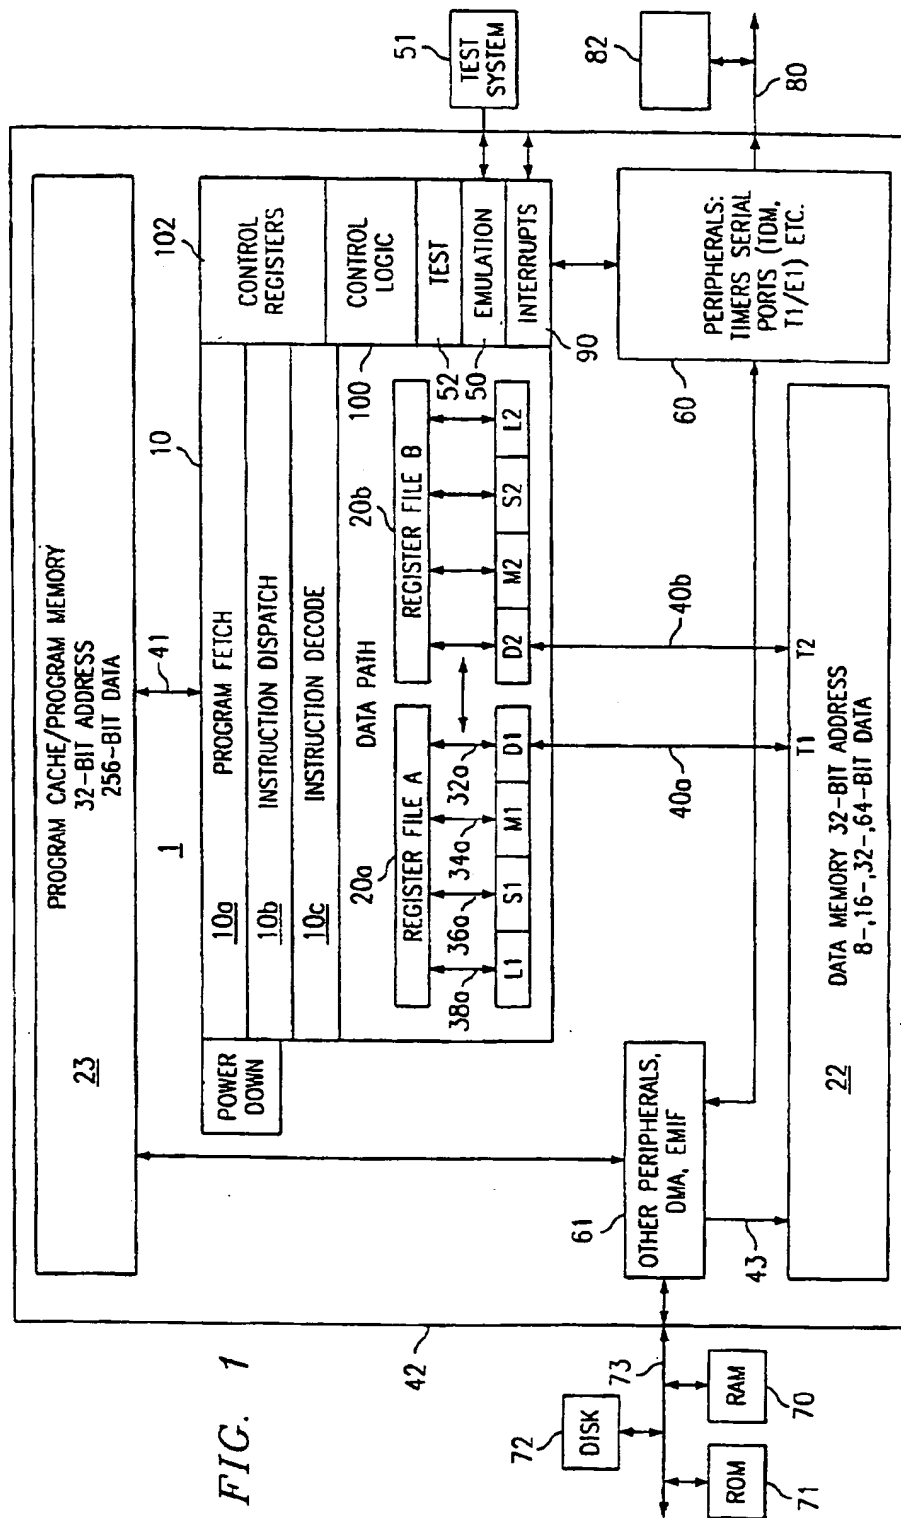 FIG. 1
42
PROGRAM CACHE/PROGRAM MEMORY
32-BIT ADDRESS
256-BIT DATA
23
1
41
10
102
POWER
DOWN
10a
PROGRAM FETCH
10b
INSTRUCTION DISPATCH
10c
INSTRUCTION DECODE
DATA PATH
100
CONTROL
REGISTERS
CONTROL
LOGIC
TEST
EMULATION
INTERRUPTS
52
50
90
51
TEST
SYSTEM
20a
REGISTER FILE A
20b
REGISTER FILE B
38a
36a
34a
32a
L1
S1
M1
D1
D2
M2
S2
L2
40a
40b
61
OTHER PERIPHERALS,
DMA, EMIF
43
60
PERIPHERALS:
TIMERS SERIAL
PORTS (TDM,
T1/E1) ETC.
82
80
T1
T2
22
DATA MEMORY 32-BIT ADDRESS
8-,16-,32-,64-BIT DATA
72
DISK
73
ROM
71
RAM
70